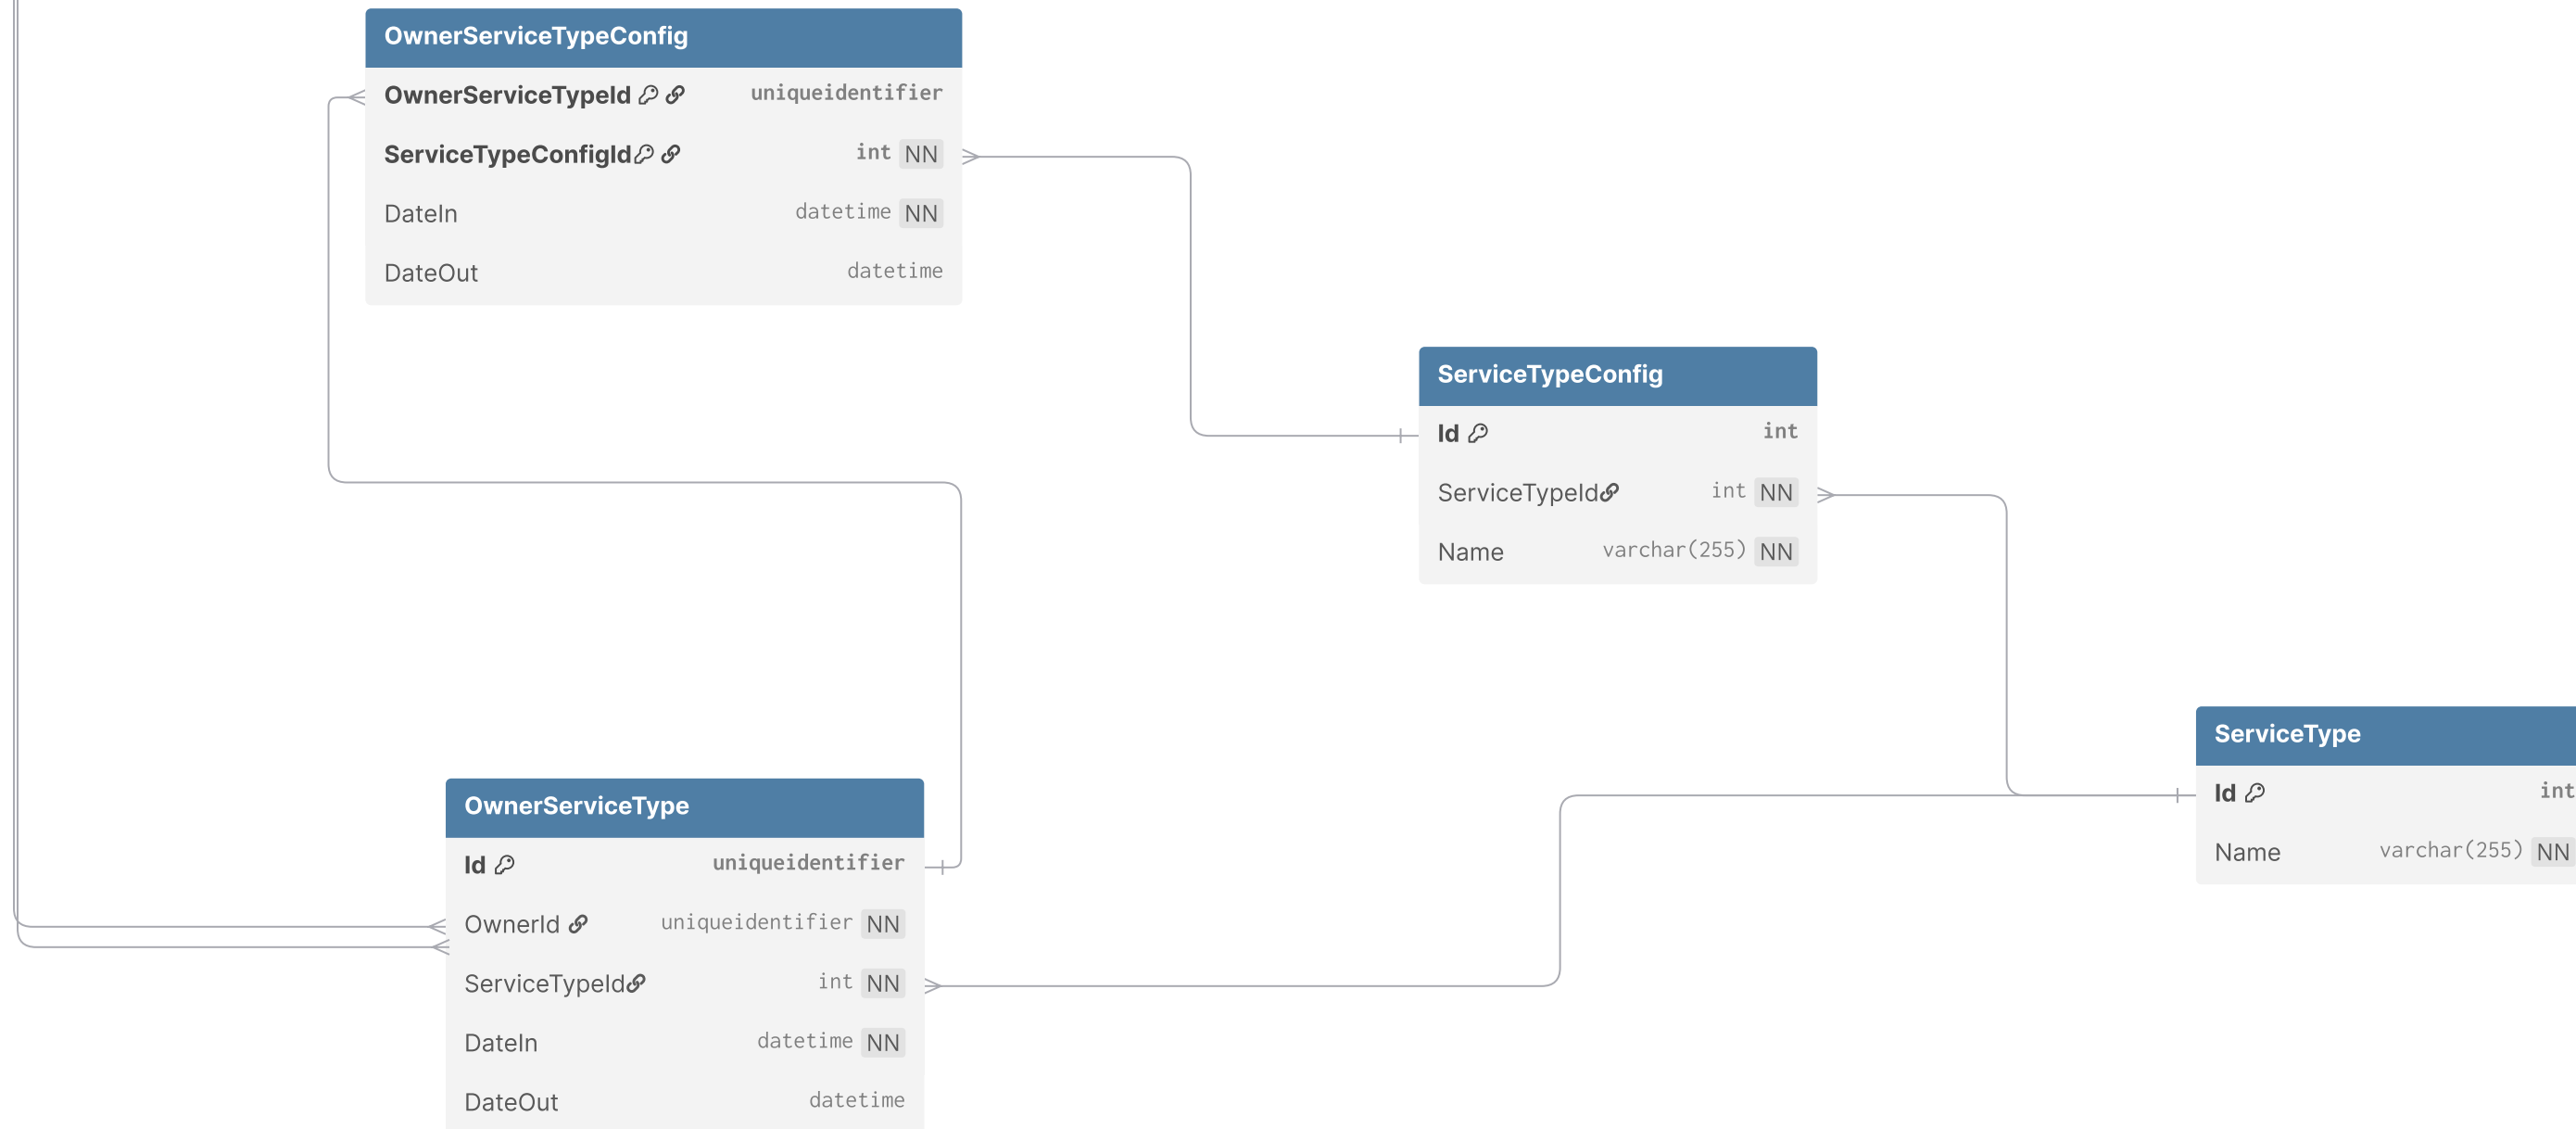 OwnerServiceTypeConfig
OwnerServiceTypeId uniqueidentifier
ServiceTypeConfigId int NN
DateIn datetime NN
DateOut datetime
ServiceTypeConfig
Id int
ServiceTypeId int NN
Name varchar(255) NN
ServiceType
Id int
Name varchar(255) NN
OwnerServiceType
Id uniqueidentifier
OwnerId uniqueidentifier NN
ServiceTypeId int NN
DateIn datetime NN
DateOut datetime